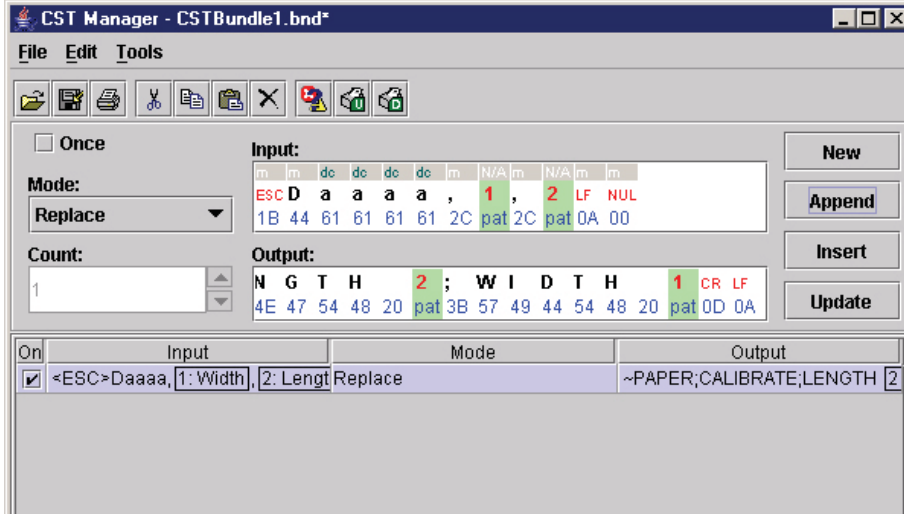 CST Manager - CSTBundle1.bnd*
File Edit Tools
Once
Mode:
Replace
Count:
1
Input:
m m dc dc dc dc m N/A m N/A m m
ESC D a a a a , 1 , 2 LF NUL
1B 44 61 61 61 61 2C pat 2C pat 0A 00
Output:
N G T H 2 ; W I D T H 1 CR LF
4E 47 54 48 20 pat 3B 57 49 44 54 48 20 pat 0D 0A
New
Append
Insert
Update
On Input Mode Output
<ESC>Daaaa, 1: Width , 2: Lengt Replace ~PAPER;CALIBRATE;LENGTH 2